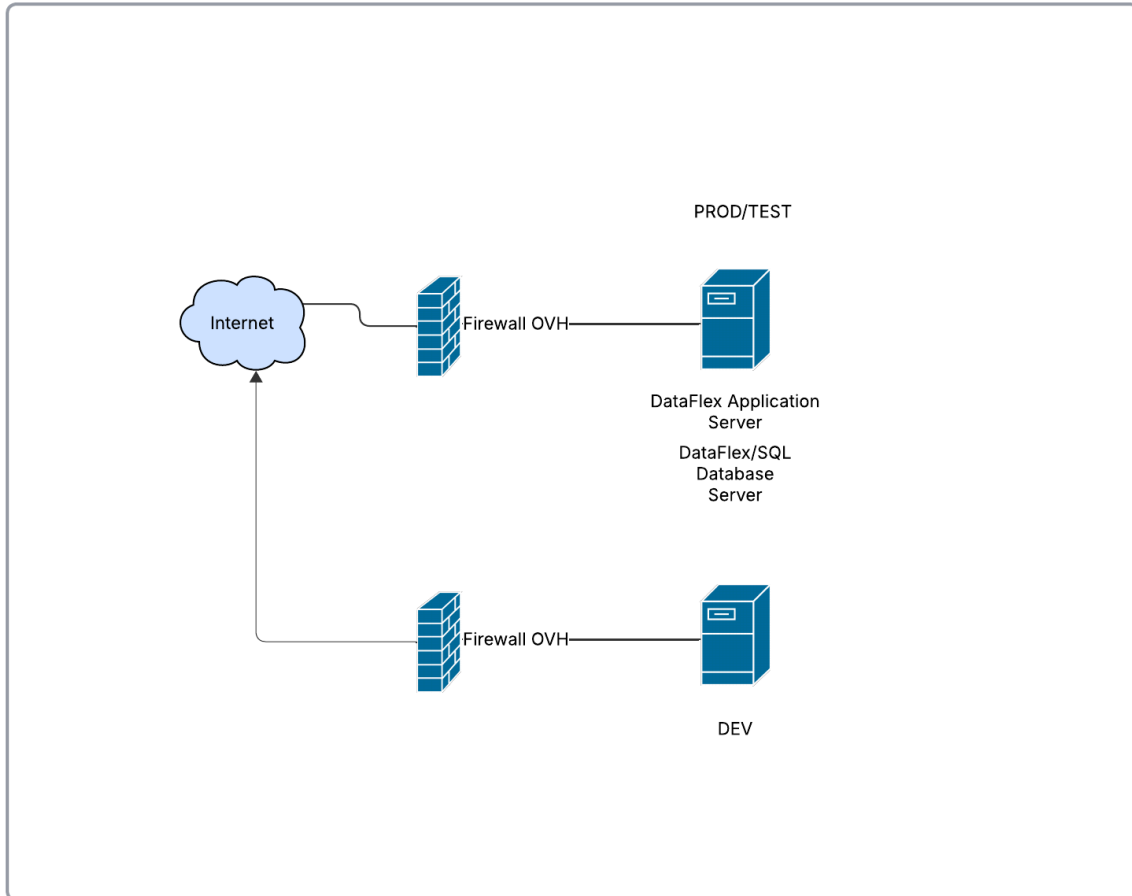 PROD/TEST
Internet
Firewall OVH
DataFlex Application
Server
DataFlex/SQL
Database
Server
Firewall OVH
DEV